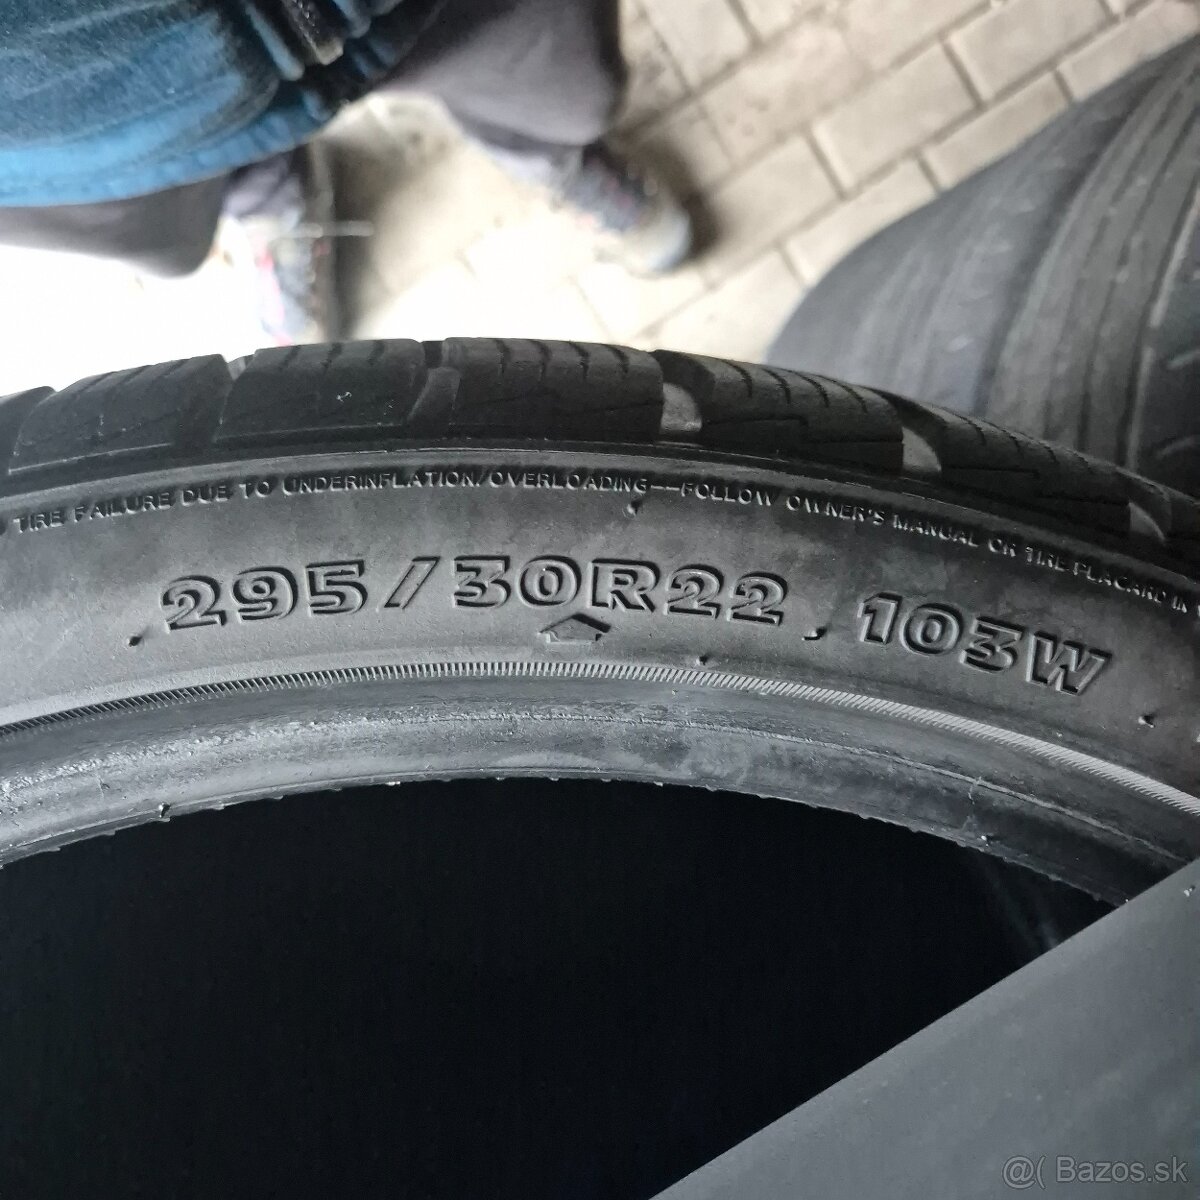 TIRE FAILURE DUE TO UNDERINFLATION/OVERLOADING—FOLLOW OWNER'S MANUAL OR TIRE PLACARD IN
295/30R22 103W
@( Bazos.sk